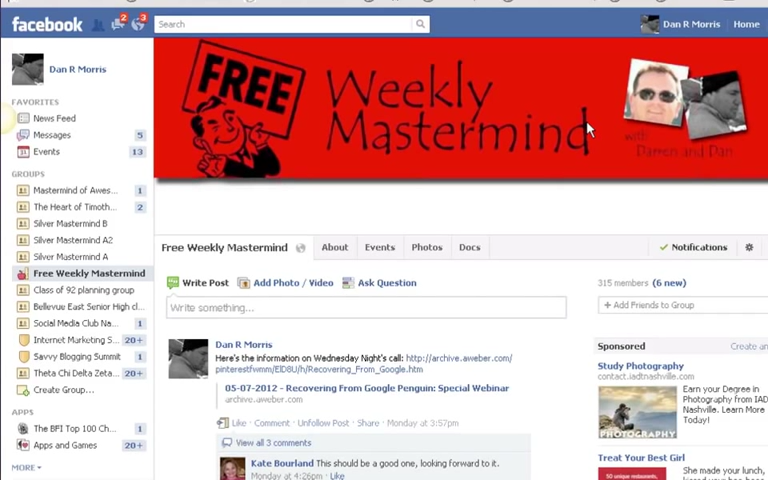 facebook
2
3
Search
Dan R Morris
Home
Dan R Morris
FREE
Weekly
Mastermind
with
Darren and Dan
FAVORITES
News Feed
Messages 5
Events 13
GROUPS
Mastermind of Awes... 1
The Heart of Timoth... 2
Silver Mastermind B
Silver Mastermind A2
Silver Mastermind A
Free Weekly Mastermind
Class of 92 planning group
Bellevue East Senior High cl...
Social Media Club Na... 1
Internet Marketing S... 20+
Savvy Blogging Summit 1
Theta Chi Delta Zeta... 20+
Create Group...
APPS
The BFI Top 100 Ch... 1
Apps and Games 20+
MORE
Free Weekly Mastermind
About
Events
Photos
Docs
Notifications
Write Post
Add Photo / Video
Ask Question
Write something...
Dan R Morris
Here's the information on Wednesday Night's call: http://archive.aweber.com/
pinterestfwmm/ElD8U/h/Recovering_From_Google.htm
05-07-2012 - Recovering From Google Penguin: Special Webinar
archive.aweber.com
Like · Comment · Unfollow Post · Share · Monday at 3:57pm
View all 3 comments
Kate Bourland This should be a good one, looking forward to it.
Monday at 4:26pm · Like
315 members (6 new)
+ Add Friends to Group
Sponsored
Create an
Study Photography
contact.iadtnashville.com
Earn your Degree in
Photography from IAD
Nashville. Learn More
Today!
PHOTOGRAPHY
Treat Your Best Girl
50 unique restaurants,
She made your lunch,